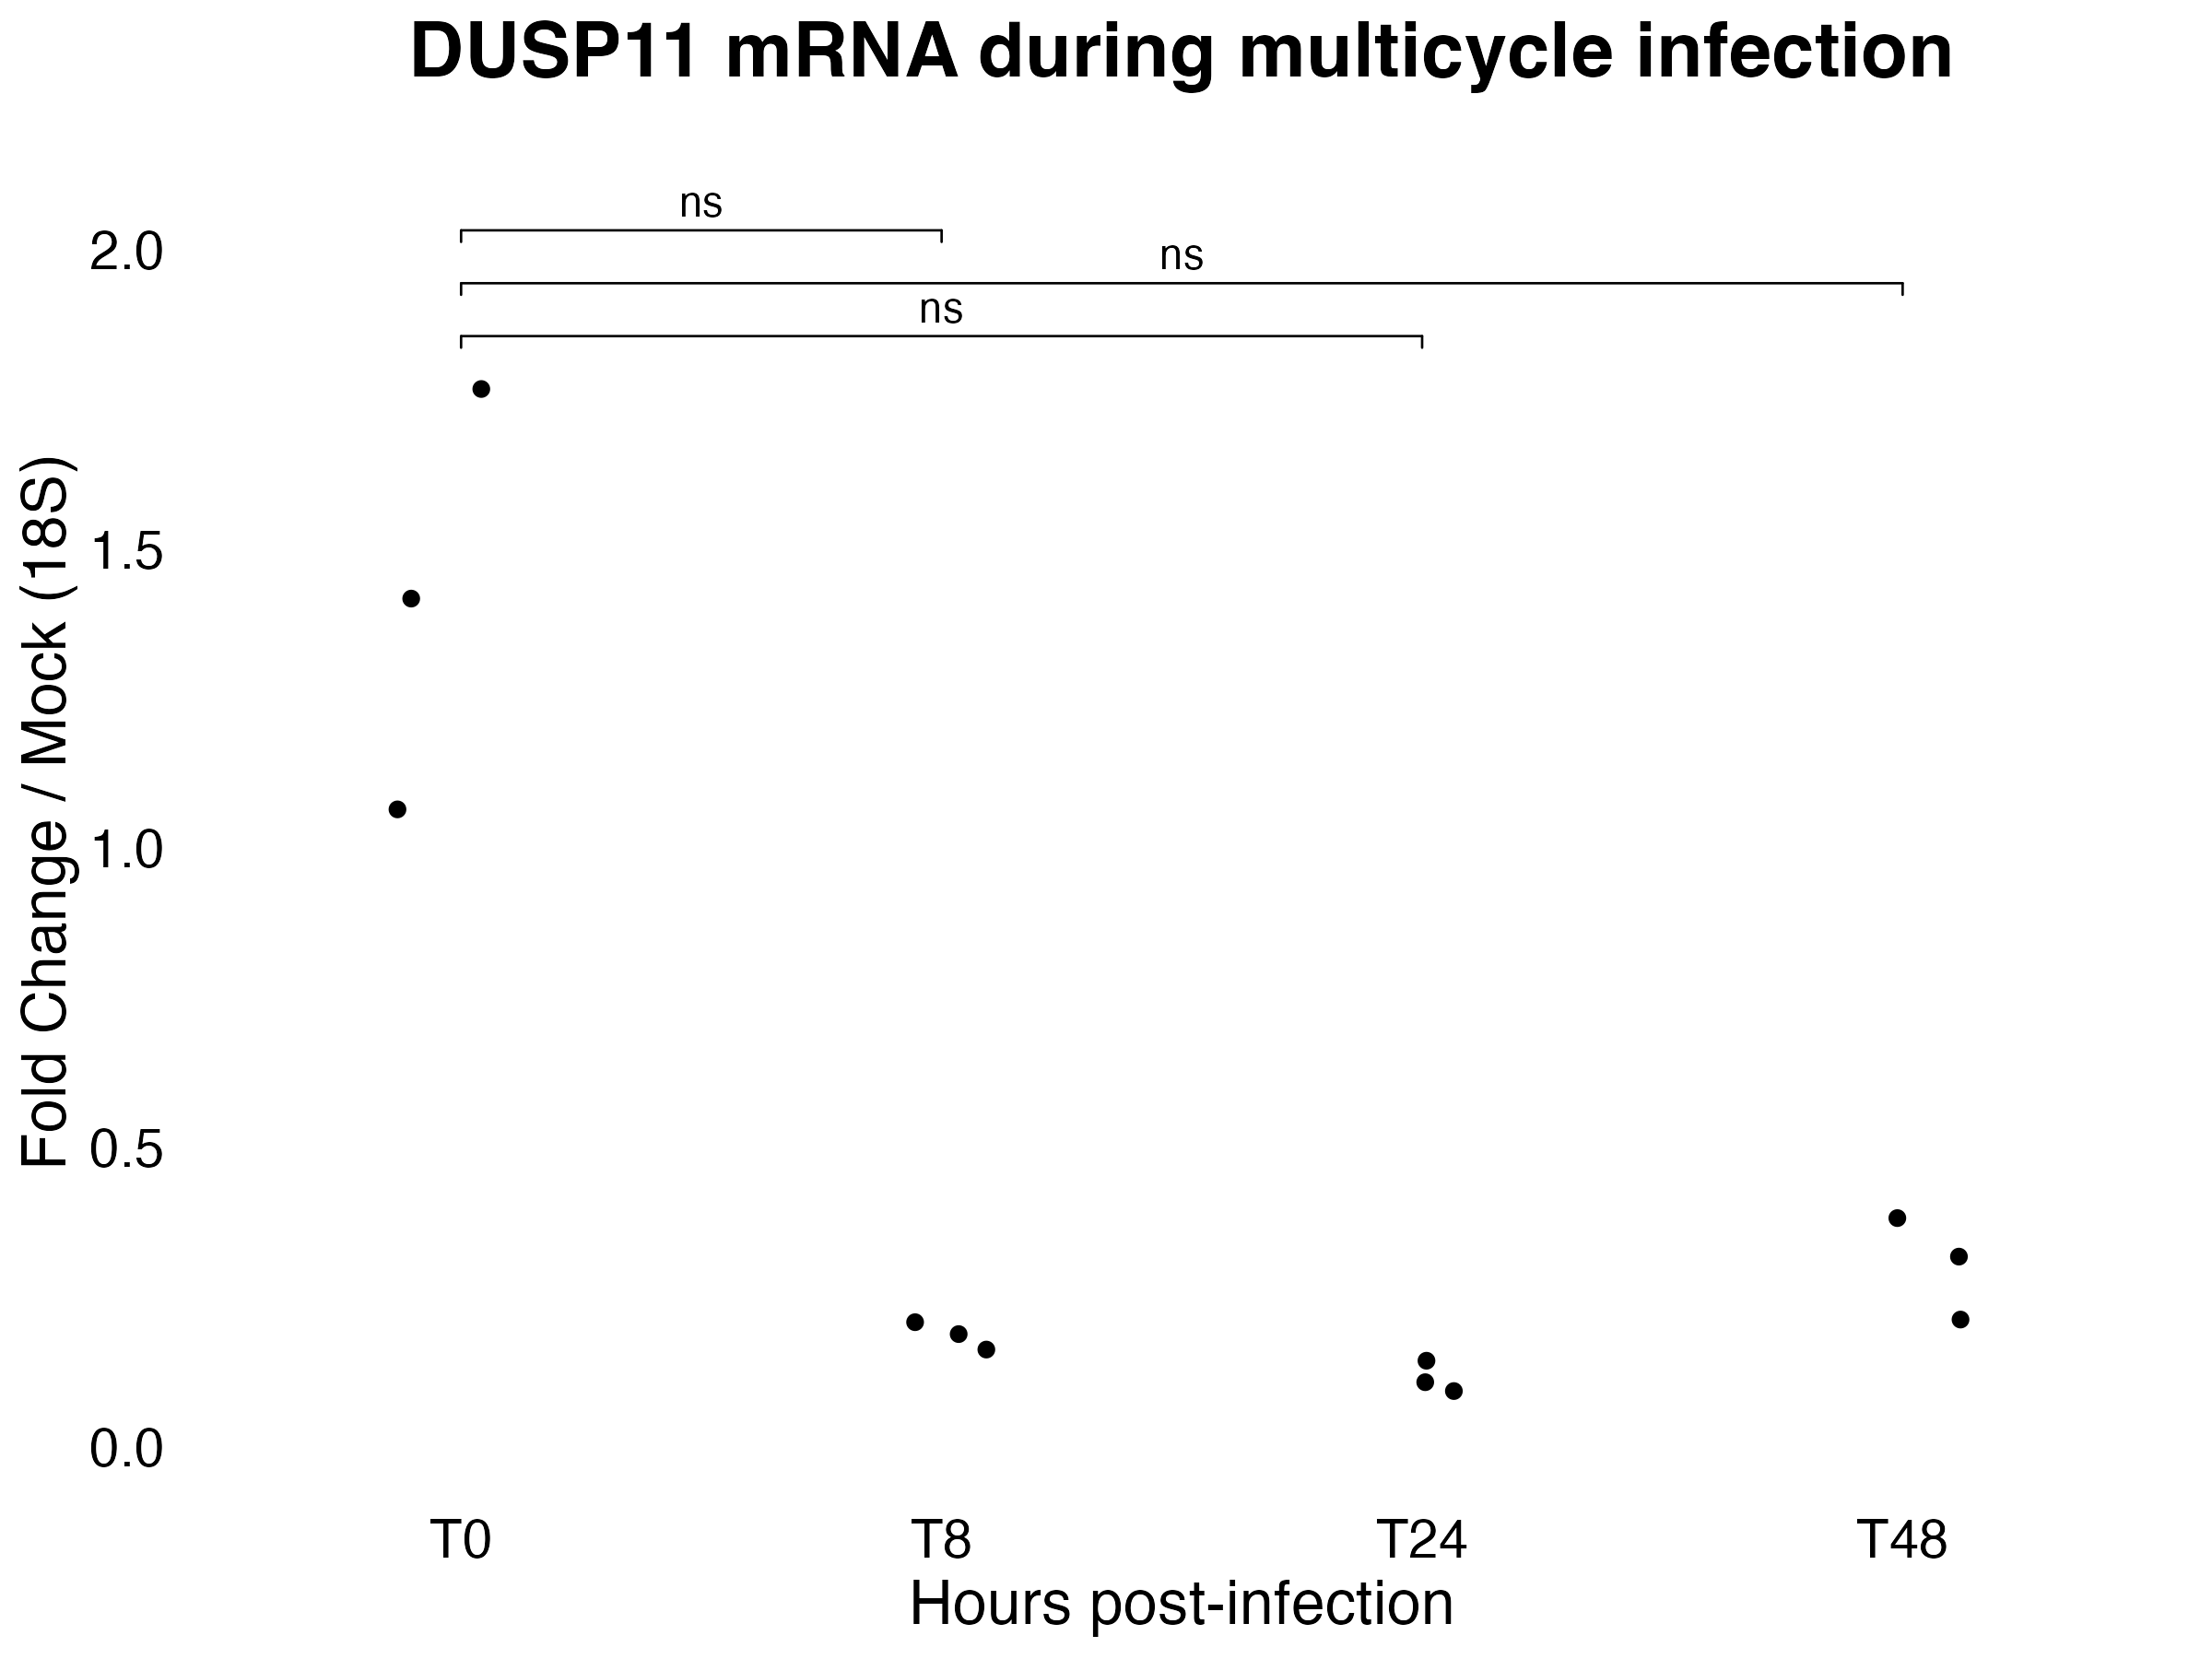 DUSP11 mRNA during multicycle infection
ns
ns
ns
Fold Change / Mock (18S)
2.0
1.5
1.0
0.5
0.0
T0 T8 T24 T48
Hours post-infection